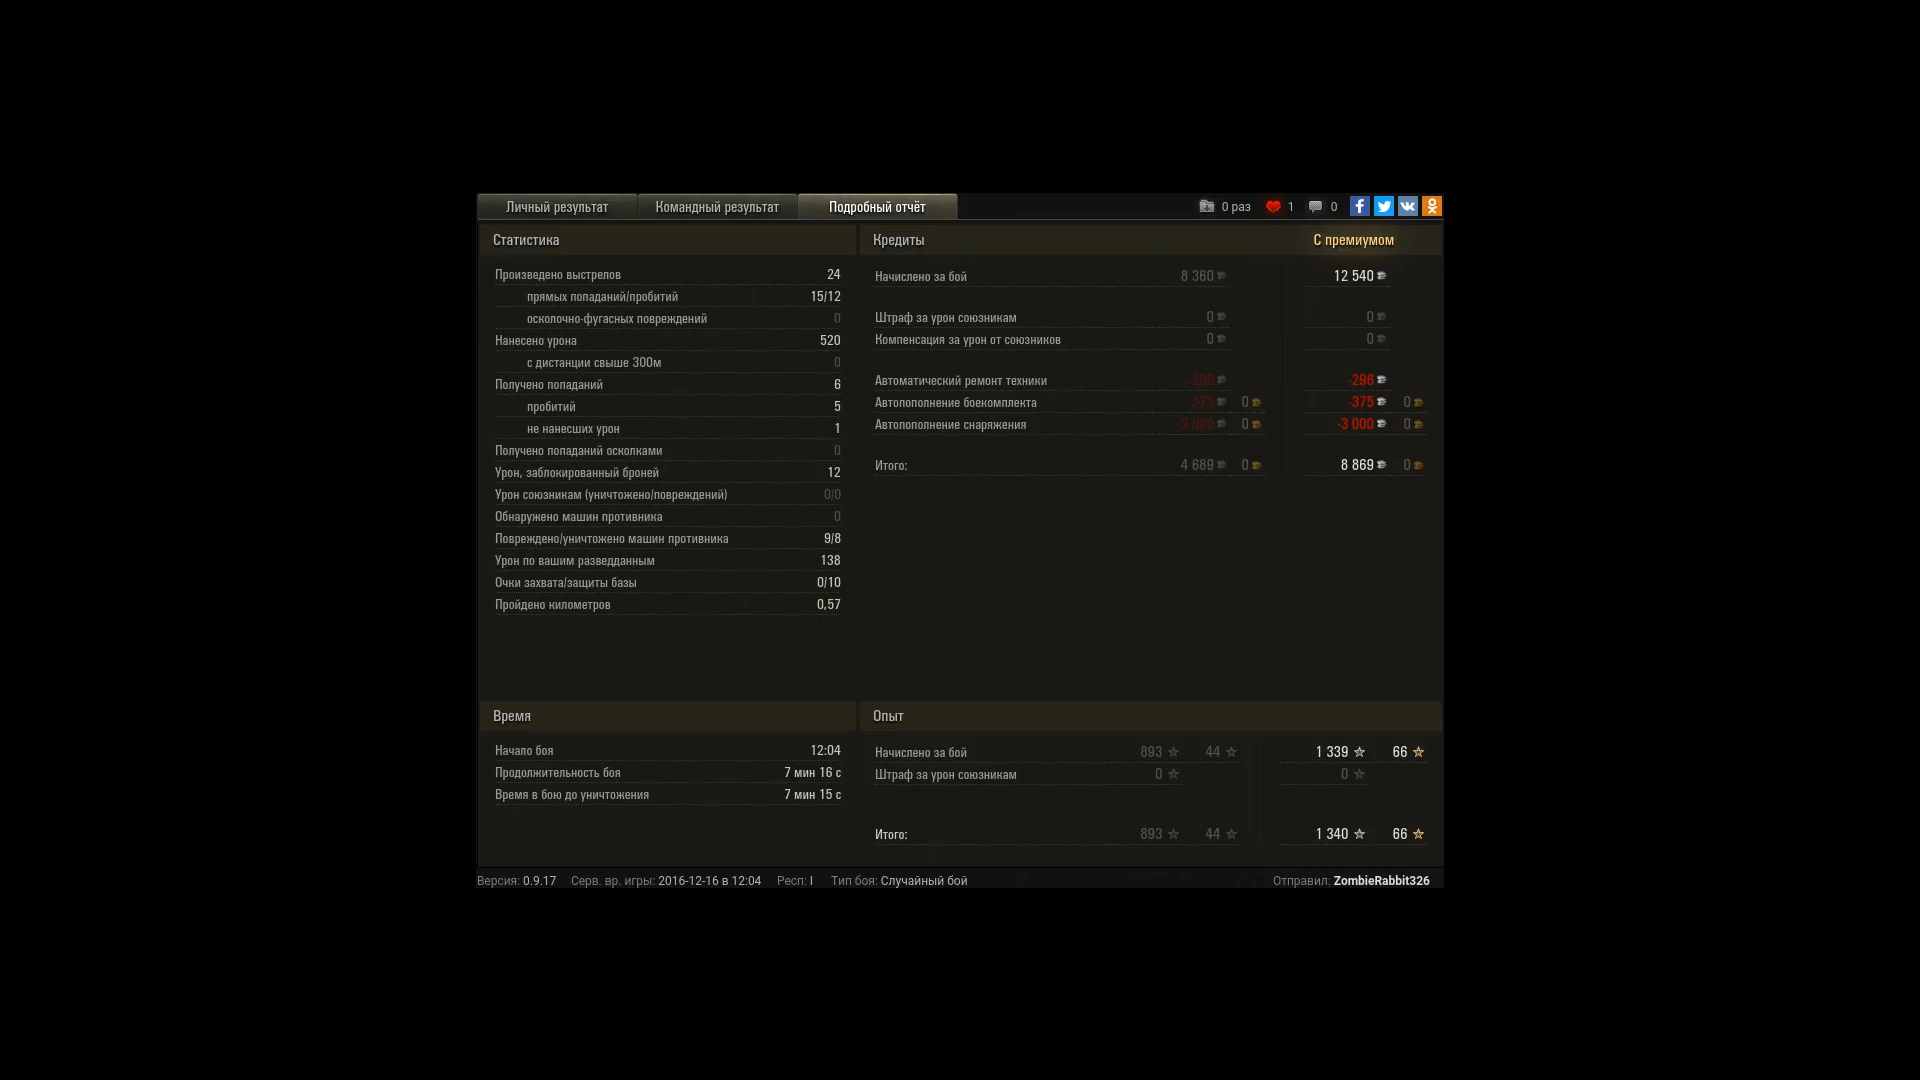 Личный результат Командный результат Подробный отчёт 0 раз 1 0
Статистика
Произведено выстрелов 24
прямых попаданий/пробитий 15/12
осколочно-фугасных повреждений 0
Нанесено урона 520
с дистанции свыше 300м 0
Получено попаданий 6
пробитий 5
не нанесших урон 1
Получено попаданий осколками 0
Урон, заблокированный броней 12
Урон союзникам (уничтожено/повреждений) 0/0
Обнаружено машин противника 0
Повреждено/уничтожено машин противника 9/8
Урон по вашим разведданным 138
Очки захвата/защиты базы 0/10
Пройдено километров 0,57
Кредиты С премиумом
Начислено за бой 8 360 12 540
Штраф за урон союзникам 0 0
Компенсация за урон от союзников 0 0
Автоматический ремонт техники -296
Автопополнение боекомплекта -375 0 -375 0
Автопополнение снаряжения -3 000 0 -3 000 0
Итого: 4 689 0 8 869 0
Время
Начало боя 12:04
Продолжительность боя 7 мин 16 с
Время в бою до уничтожения 7 мин 15 с
Опыт
Начислено за бой 893 44 1 339 66
Штраф за урон союзникам 0 0
Итого: 893 44 1 340 66
Версия: 0.9.17 Серв. вр. игры: 2016-12-16 в 12:04 Респ: I Тип боя: Случайный бой Отправил: ZombieRabbit326